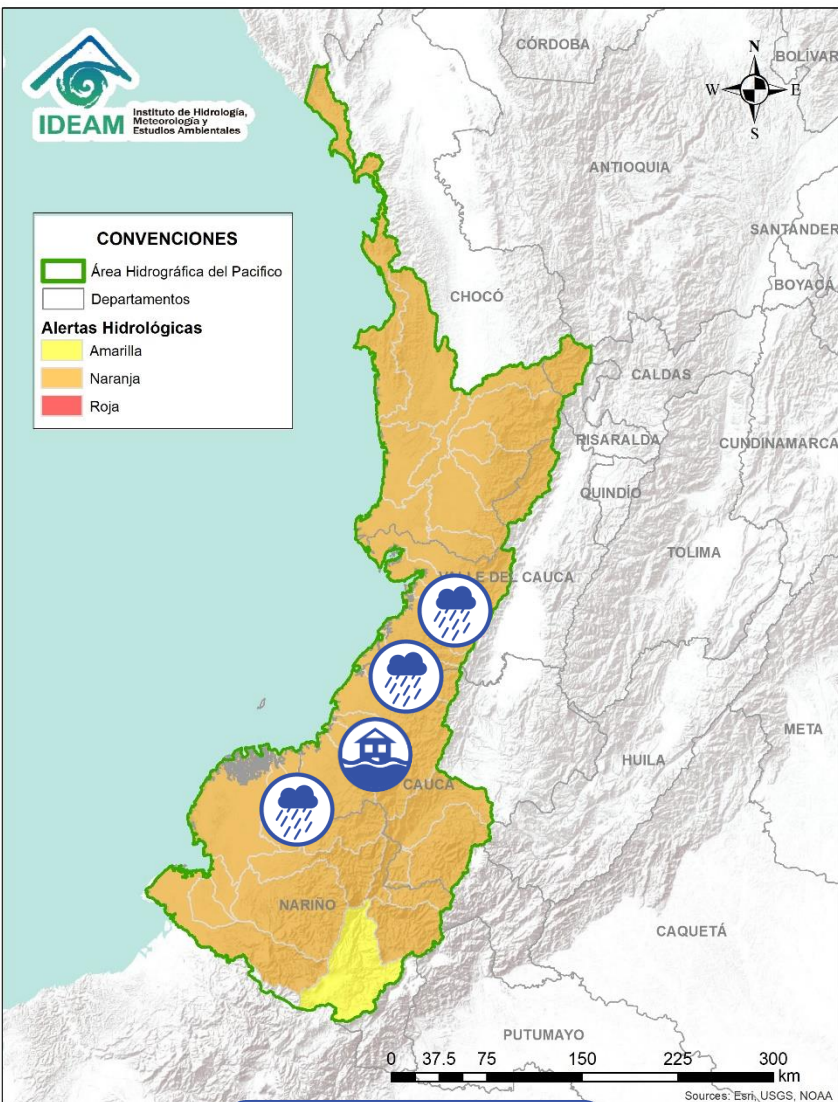 IDEAM
Instituto de Hidrología,
Meteorología y
Estudios Ambientales
CÓRDOBA
BOLÍVAR
N
W E
S
ANTIOQUIA
SANTANDER
BOYACÁ
CONVENCIONES
Área Hidrográfica del Pacifico
Departamentos
Alertas Hidrológicas
Amarilla
Naranja
Roja
CHOCÓ
CALDAS
RISARALDA
CUNDINAMARCA
QUINDÍO
TOLIMA
VALLE DEL CAUCA
META
HUILA
CAUCA
NARIÑO
CAQUETÁ
PUTUMAYO
0 37.5 75 150 225 300
km
Sources: Esri, USGS, NOAA